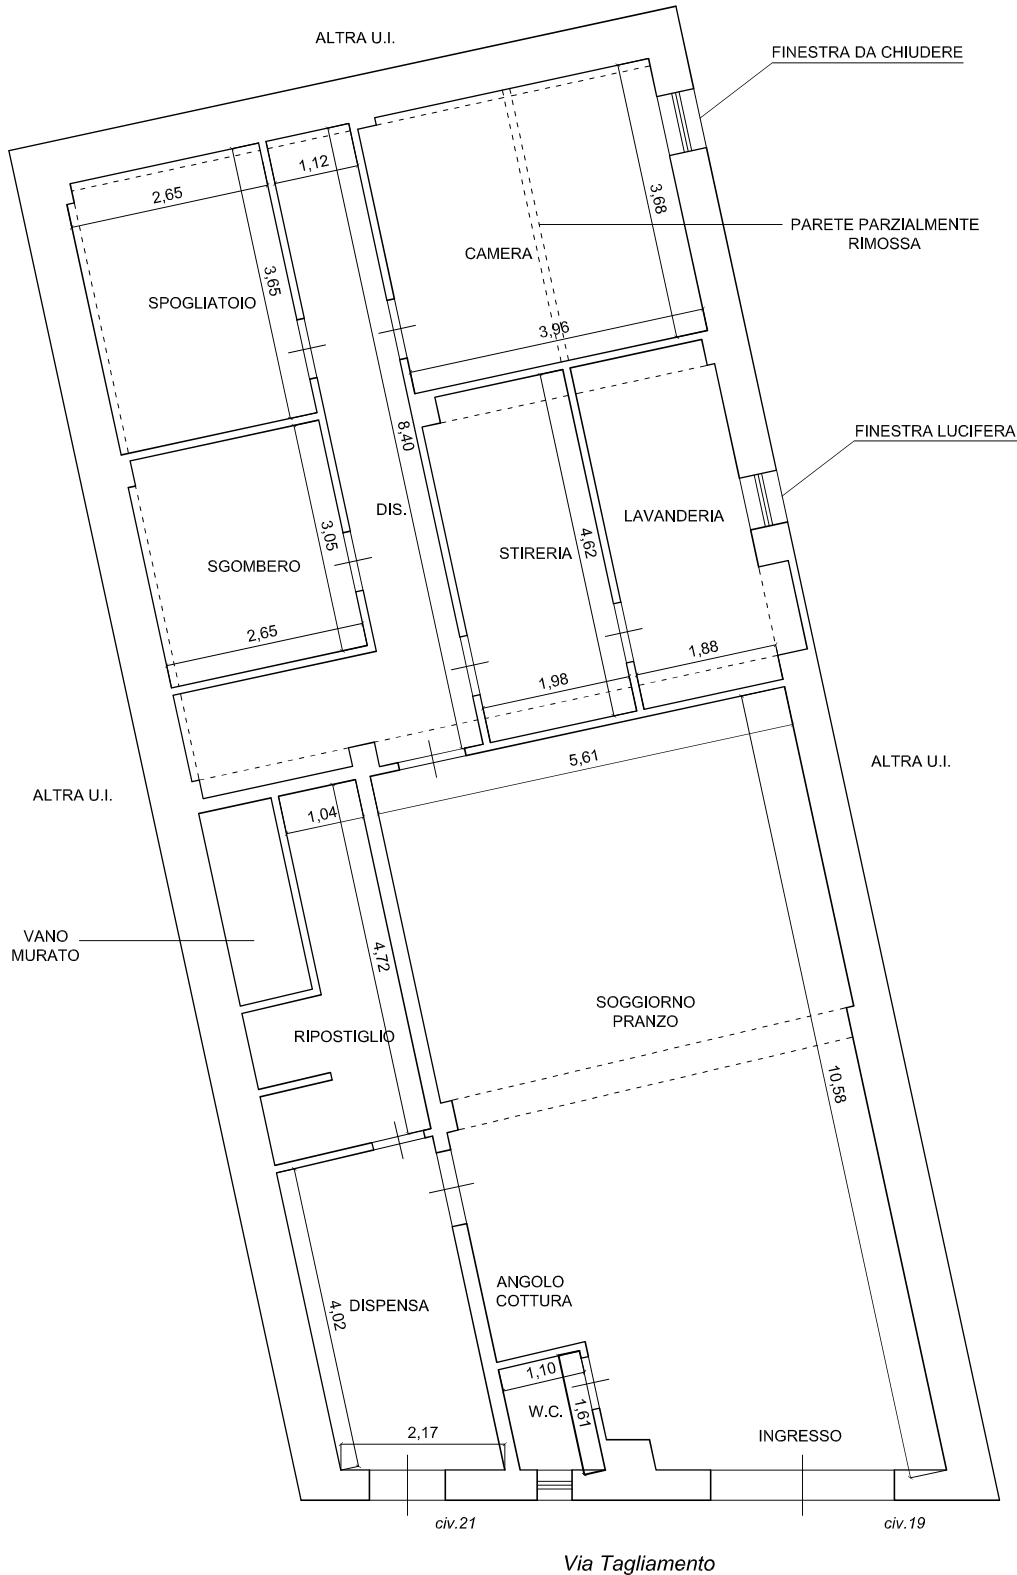 ALTRA U.I.
FINESTRA DA CHIUDERE
1,12
2,65
3,68
PARETE PARZIALMENTE
RIMOSSA
CAMERA
3,65
SPOGLIATOIO
3,96
8,40
FINESTRA LUCIFERA
DIS.
LAVANDERIA
3,05
4,62
STIRERIA
SGOMBERO
2,65
1,88
1,98
5,61
ALTRA U.I.
ALTRA U.I.
1,04
VANO
MURATO
4,72
SOGGIORNO
PRANZO
RIPOSTIGLIO
10,58
ANGOLO
COTTURA
DISPENSA
4,02
1,10
W.C.
1,61
2,17
INGRESSO
civ.21
civ.19
Via Tagliamento